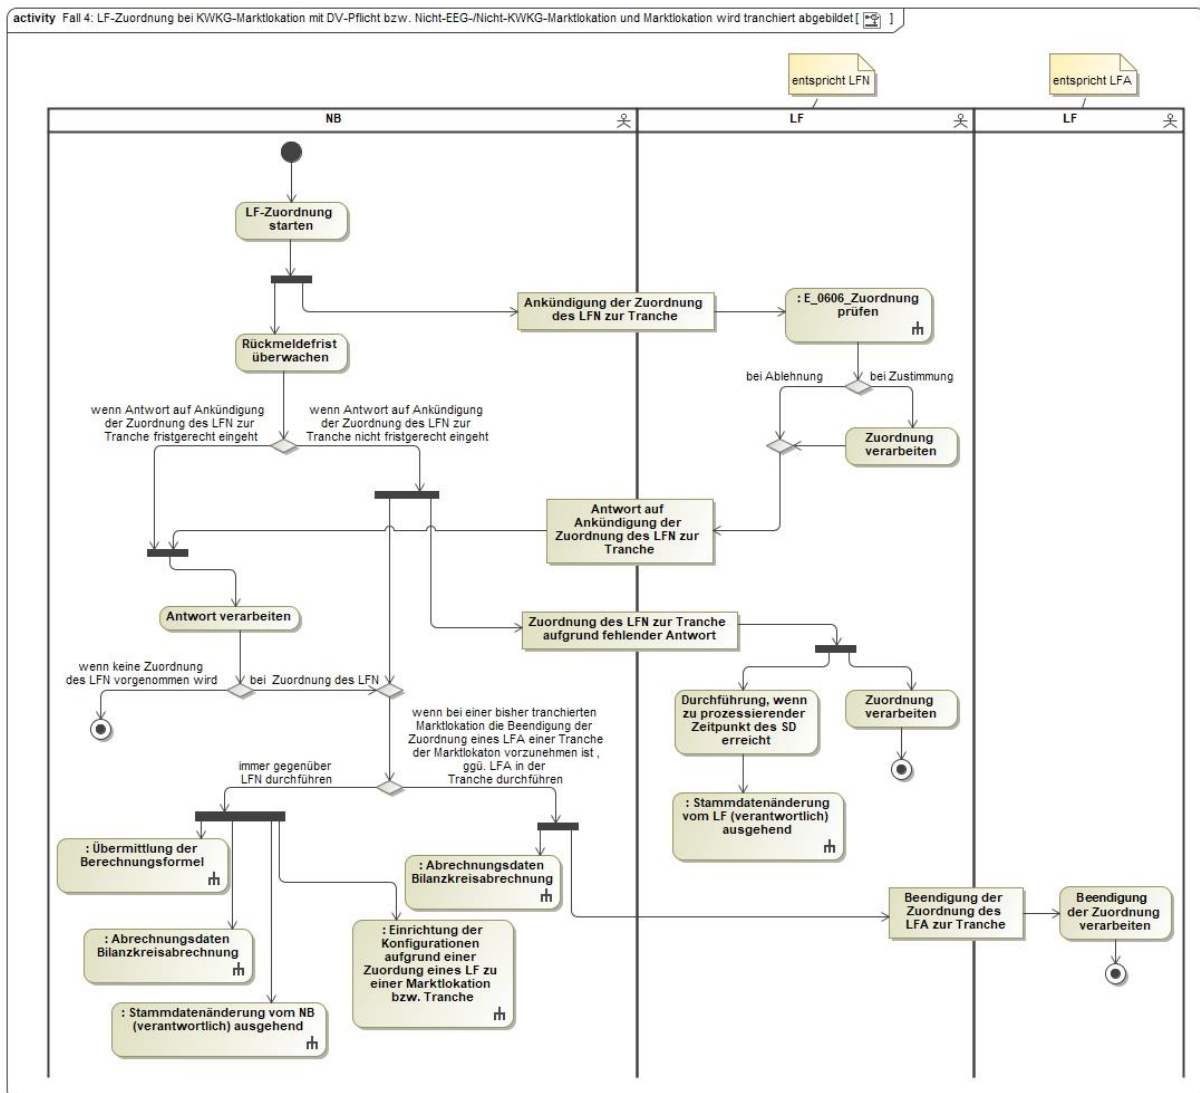 activity Fall 4: LF-Zuordnung bei KWKG-Marktlokation mit DV-Pflicht bzw. Nicht-EEG-/Nicht-KWKG-Marktlokation und Marktlokation wird tranchiert abgebildet [ ]
entspricht LFN
entspricht LFA
NB
LF
LF
LF-Zuordnung
starten
Ankündigung der Zuordnung
des LFN zur Tranche
: E_0606_Zuordnung
prüfen
Rückmeldefrist
überwachen
bei Ablehnung
bei Zustimmung
wenn Antwort auf Ankündigung
der Zuordnung des LFN zur
Tranche fristgerecht eingeht
wenn Antwort auf Ankündigung
der Zuordnung des LFN zur
Tranche nicht fristgerecht eingeht
Zuordnung
verarbeiten
Antwort auf
Ankündigung der
Zuordnung des LFN zur
Tranche
Antwort verarbeiten
Zuordnung des LFN zur Tranche
aufgrund fehlender Antwort
wenn keine Zuordnung
des LFN vorgenommen wird
bei Zuordnung des LFN
Durchführung, wenn
zu prozessierender
Zeitpunkt des SD
erreicht
Zuordnung
verarbeiten
wenn bei einer bisher tranchierten
Marktlokation die Beendigung der
Zuordnung eines LFA einer Tranche
der Marktlokaton vorzunehmen ist ,
ggü. LFA in der
Tranche durchführen
immer gegenüber
LFN durchführen
: Stammdatenänderung
vom LF (verantwortlich)
ausgehend
: Übermittlung der
Berechnungsformel
: Abrechnungsdaten
Bilanzkreisabrechnung
Beendigung der
Zuordnung des
LFA zur Tranche
Beendigung
der Zuordnung
verarbeiten
: Abrechnungsdaten
Bilanzkreisabrechnung
: Einrichtung der
Konfigurationen
aufgrund einer
Zuordung eines LF zu
einer Marktlokation
bzw. Tranche
: Stammdatenänderung vom NB
(verantwortlich) ausgehend